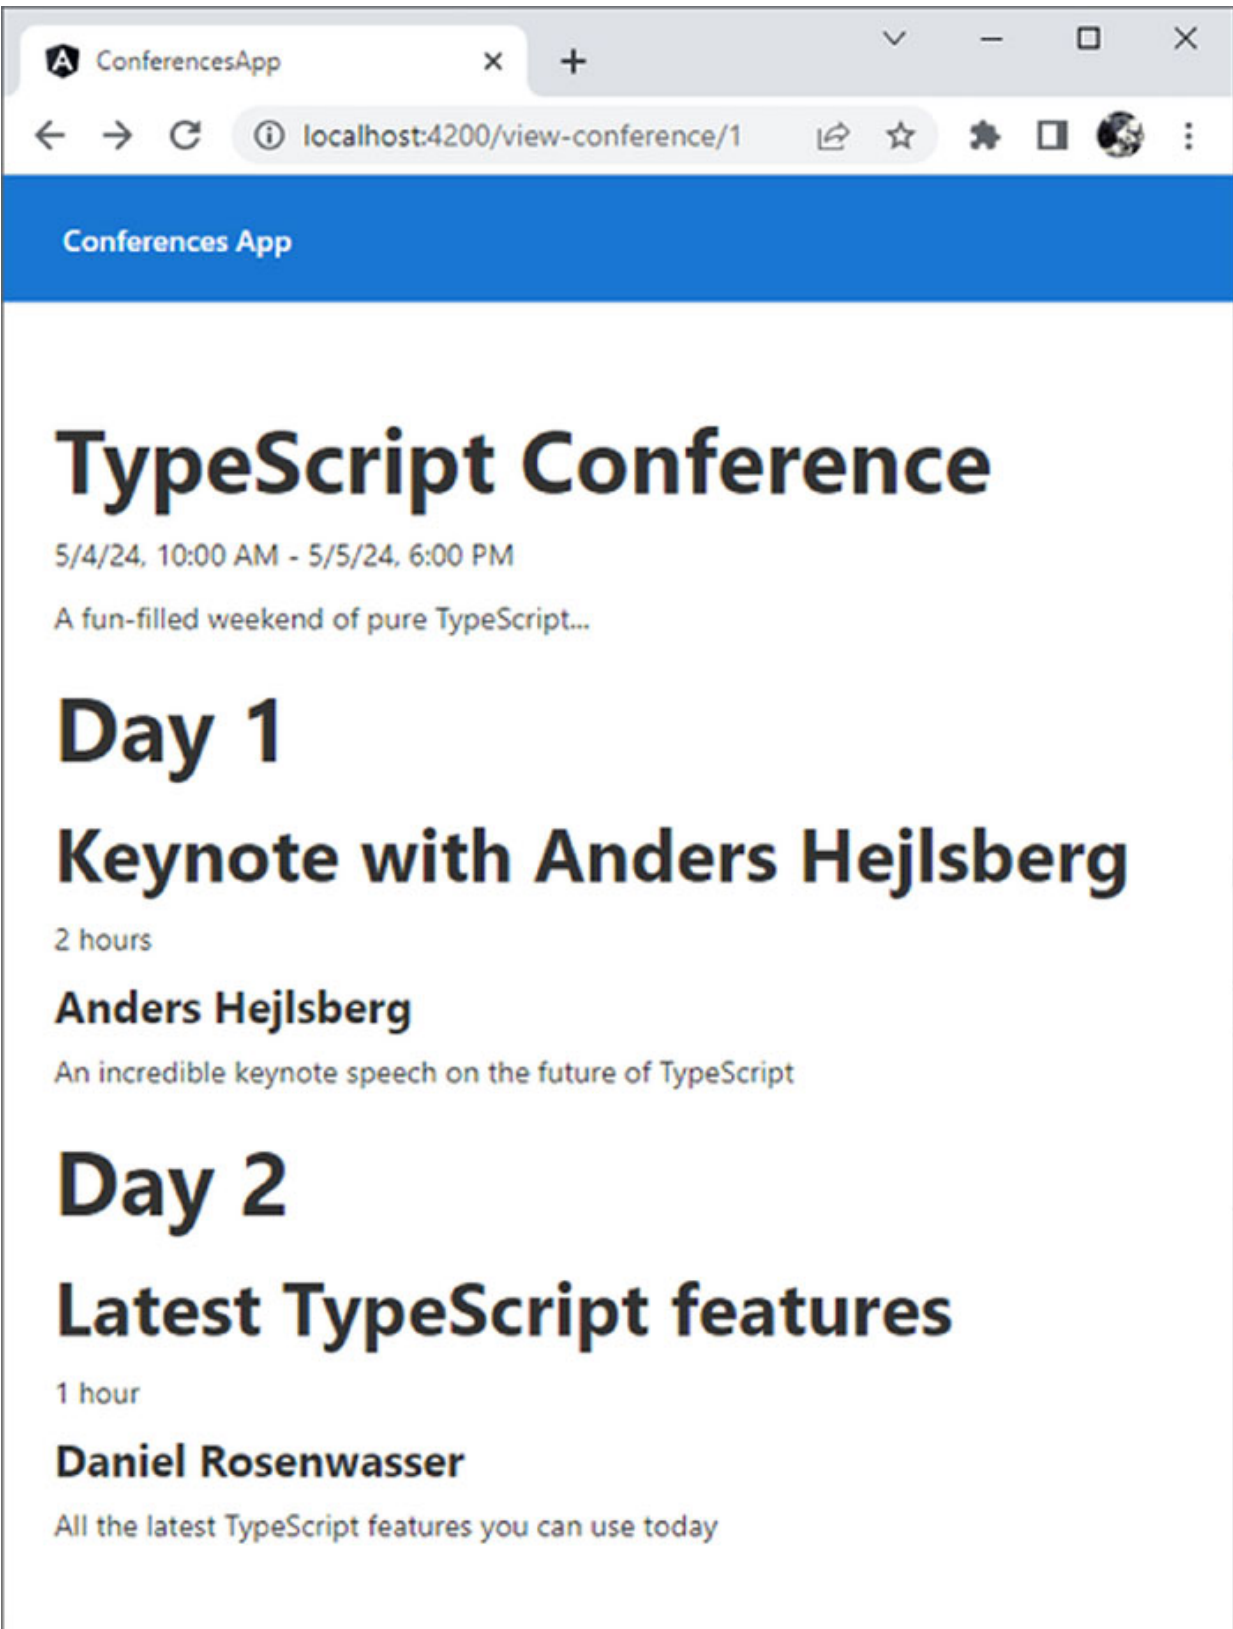 ConferencesApp
localhost:4200/view-conference/1
Conferences App
TypeScript Conference
5/4/24, 10:00 AM - 5/5/24, 6:00 PM
A fun-filled weekend of pure TypeScript...
Day 1
Keynote with Anders Hejlsberg
2 hours
Anders Hejlsberg
An incredible keynote speech on the future of TypeScript
Day 2
Latest TypeScript features
1 hour
Daniel Rosenwasser
All the latest TypeScript features you can use today